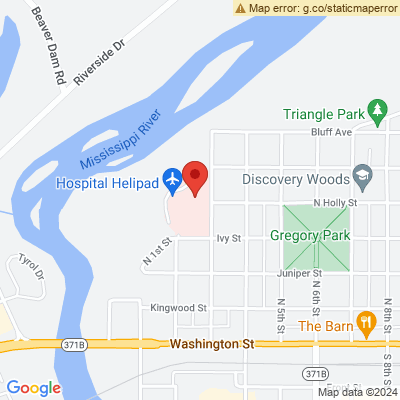 Map error: g.co/staticmaperror
Beaver Dam Rd
Riverside Dr
Mississippi River
Triangle Park
Bluff Ave
Hospital Helipad
Discovery Woods
N Holly St
N 1st St
Ivy St
Gregory Park
Tyrol Dr
Juniper St
Kingwood St
N 5th St
N 6th St
N 8th St
The Barn
371B
Washington St
371B
S 8th St
Google
Map data ©2024